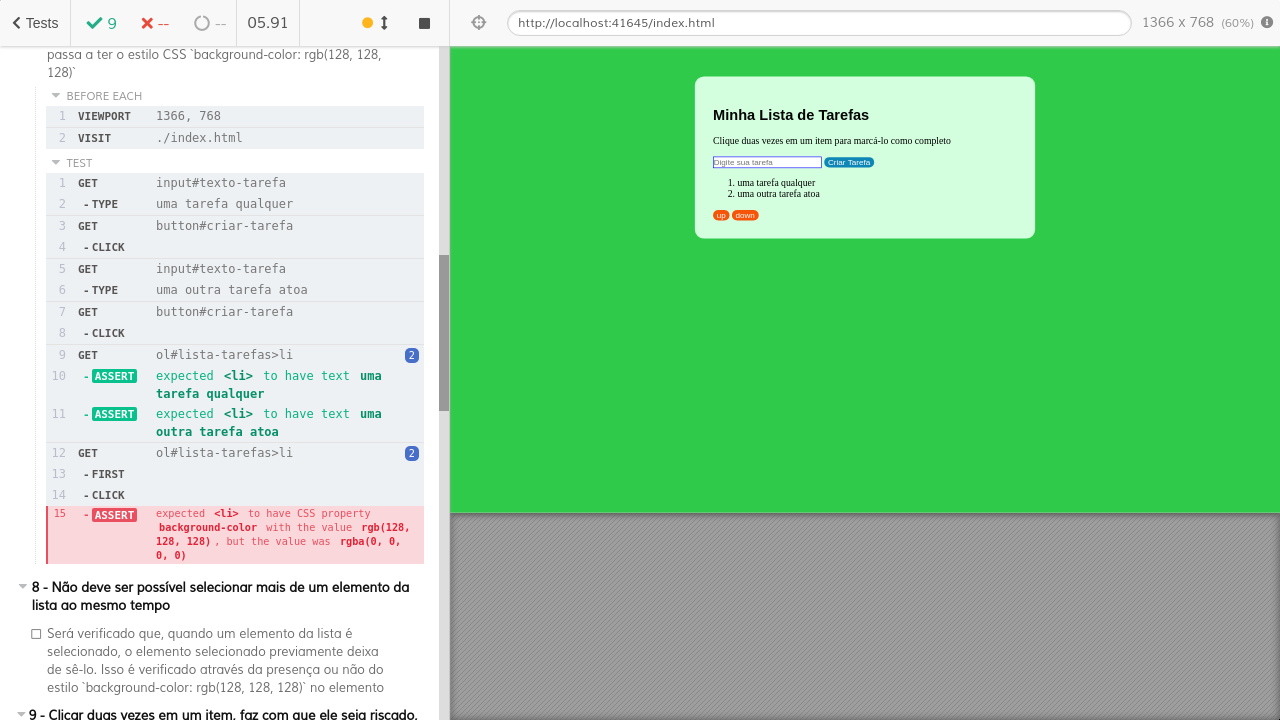 Tests
9
--
--
05.91
http://localhost:41645/index.html
1366 x 768 (60%)
passa a ter o estilo CSS `background-color: rgb(128, 128,
128)`
BEFORE EACH
1 VIEWPORT 1366, 768
2 VISIT ./index.html
TEST
1 GET input#texto-tarefa
2 -TYPE uma tarefa qualquer
3 GET button#criar-tarefa
4 -CLICK
5 GET input#texto-tarefa
6 -TYPE uma outra tarefa atoa
7 GET button#criar-tarefa
8 -CLICK
9 GET ol#lista-tarefas>li 2
10 -ASSERT expected <li> to have text uma
tarefa qualquer
11 -ASSERT expected <li> to have text uma
outra tarefa atoa
12 GET ol#lista-tarefas>li 2
13 -FIRST
14 -CLICK
15 -ASSERT expected <li> to have CSS property
background-color with the value rgb(128,
128, 128) , but the value was rgba(0, 0,
0, 0)
8 - Não deve ser possível selecionar mais de um elemento da
lista ao mesmo tempo
Será verificado que, quando um elemento da lista é
selecionado, o elemento selecionado previamente deixa
de sê-lo. Isso é verificado através da presença ou não do
estilo `background-color: rgb(128, 128, 128)` no elemento
9 - Clicar duas vezes em um item, faz com que ele seja riscado,
Minha Lista de Tarefas
Clique duas vezes em um item para marcá-lo como completo
Digite sua tarefa Criar Tarefa
1. uma tarefa qualquer
2. uma outra tarefa atoa
up down